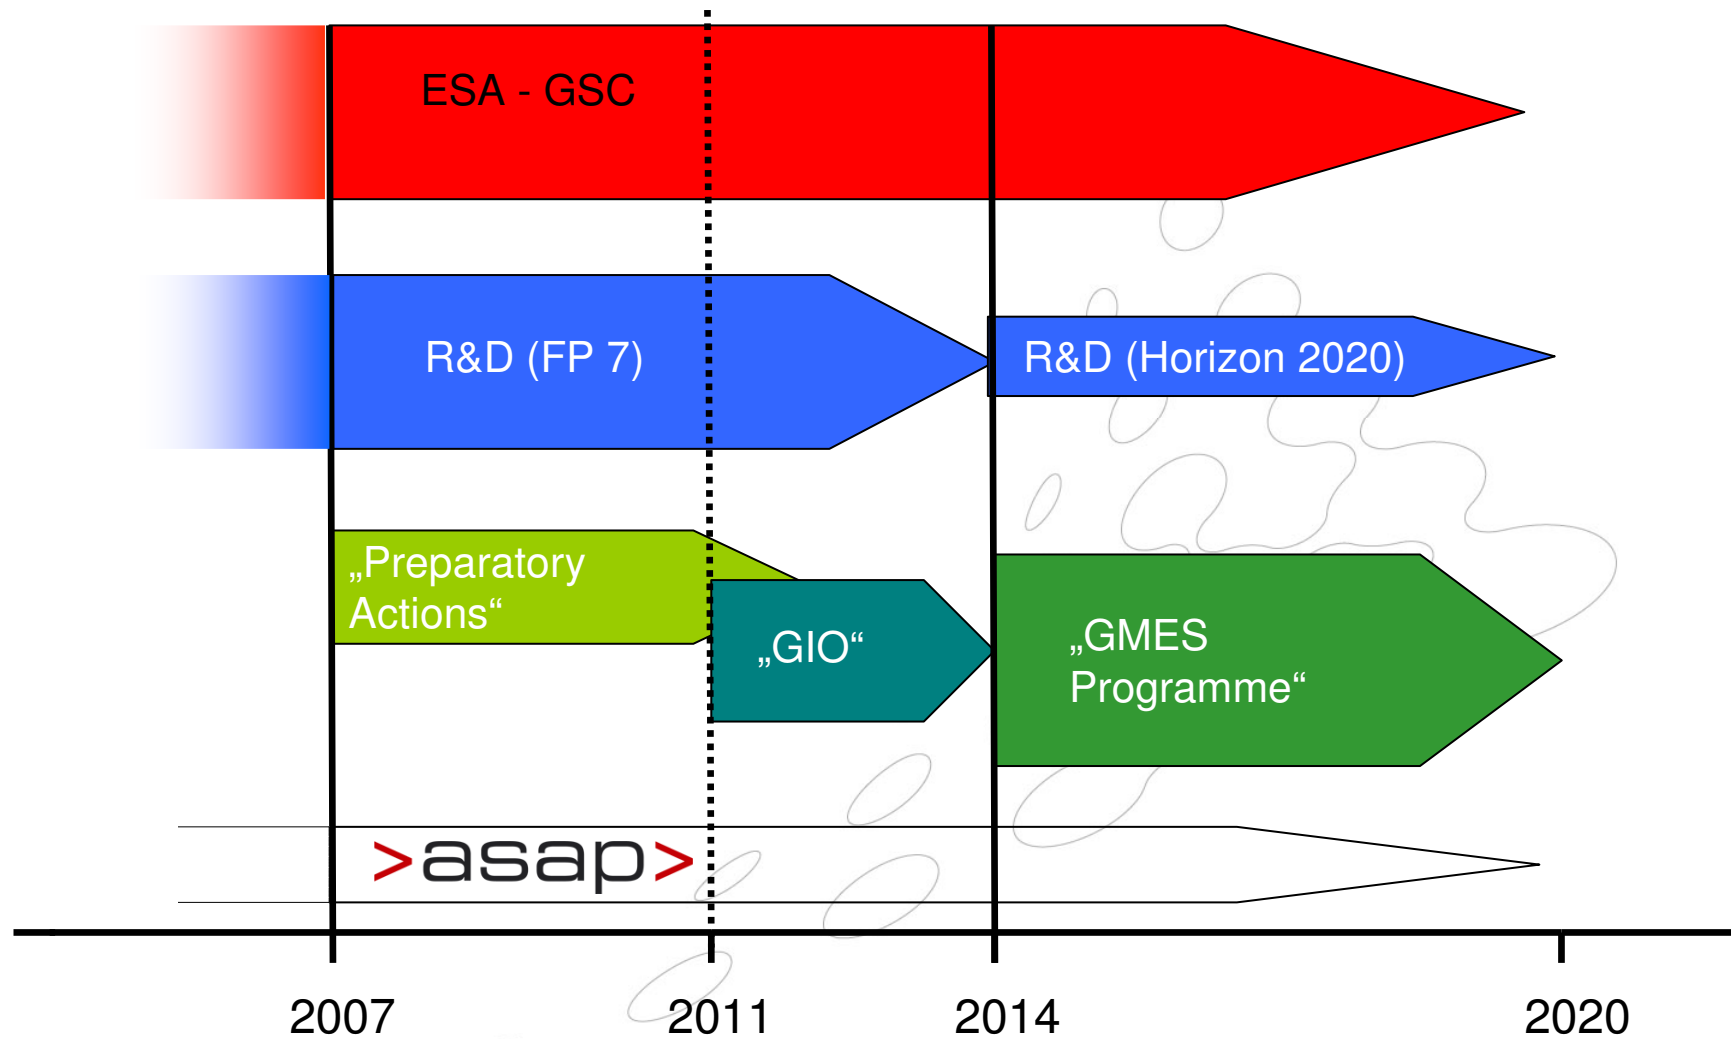 ESA - GSC
R&D (FP 7)
R&D (Horizon 2020)
„Preparatory
Actions“
„GIO“
„GMES
Programme“
>asap>
2007
2011
2014
2020